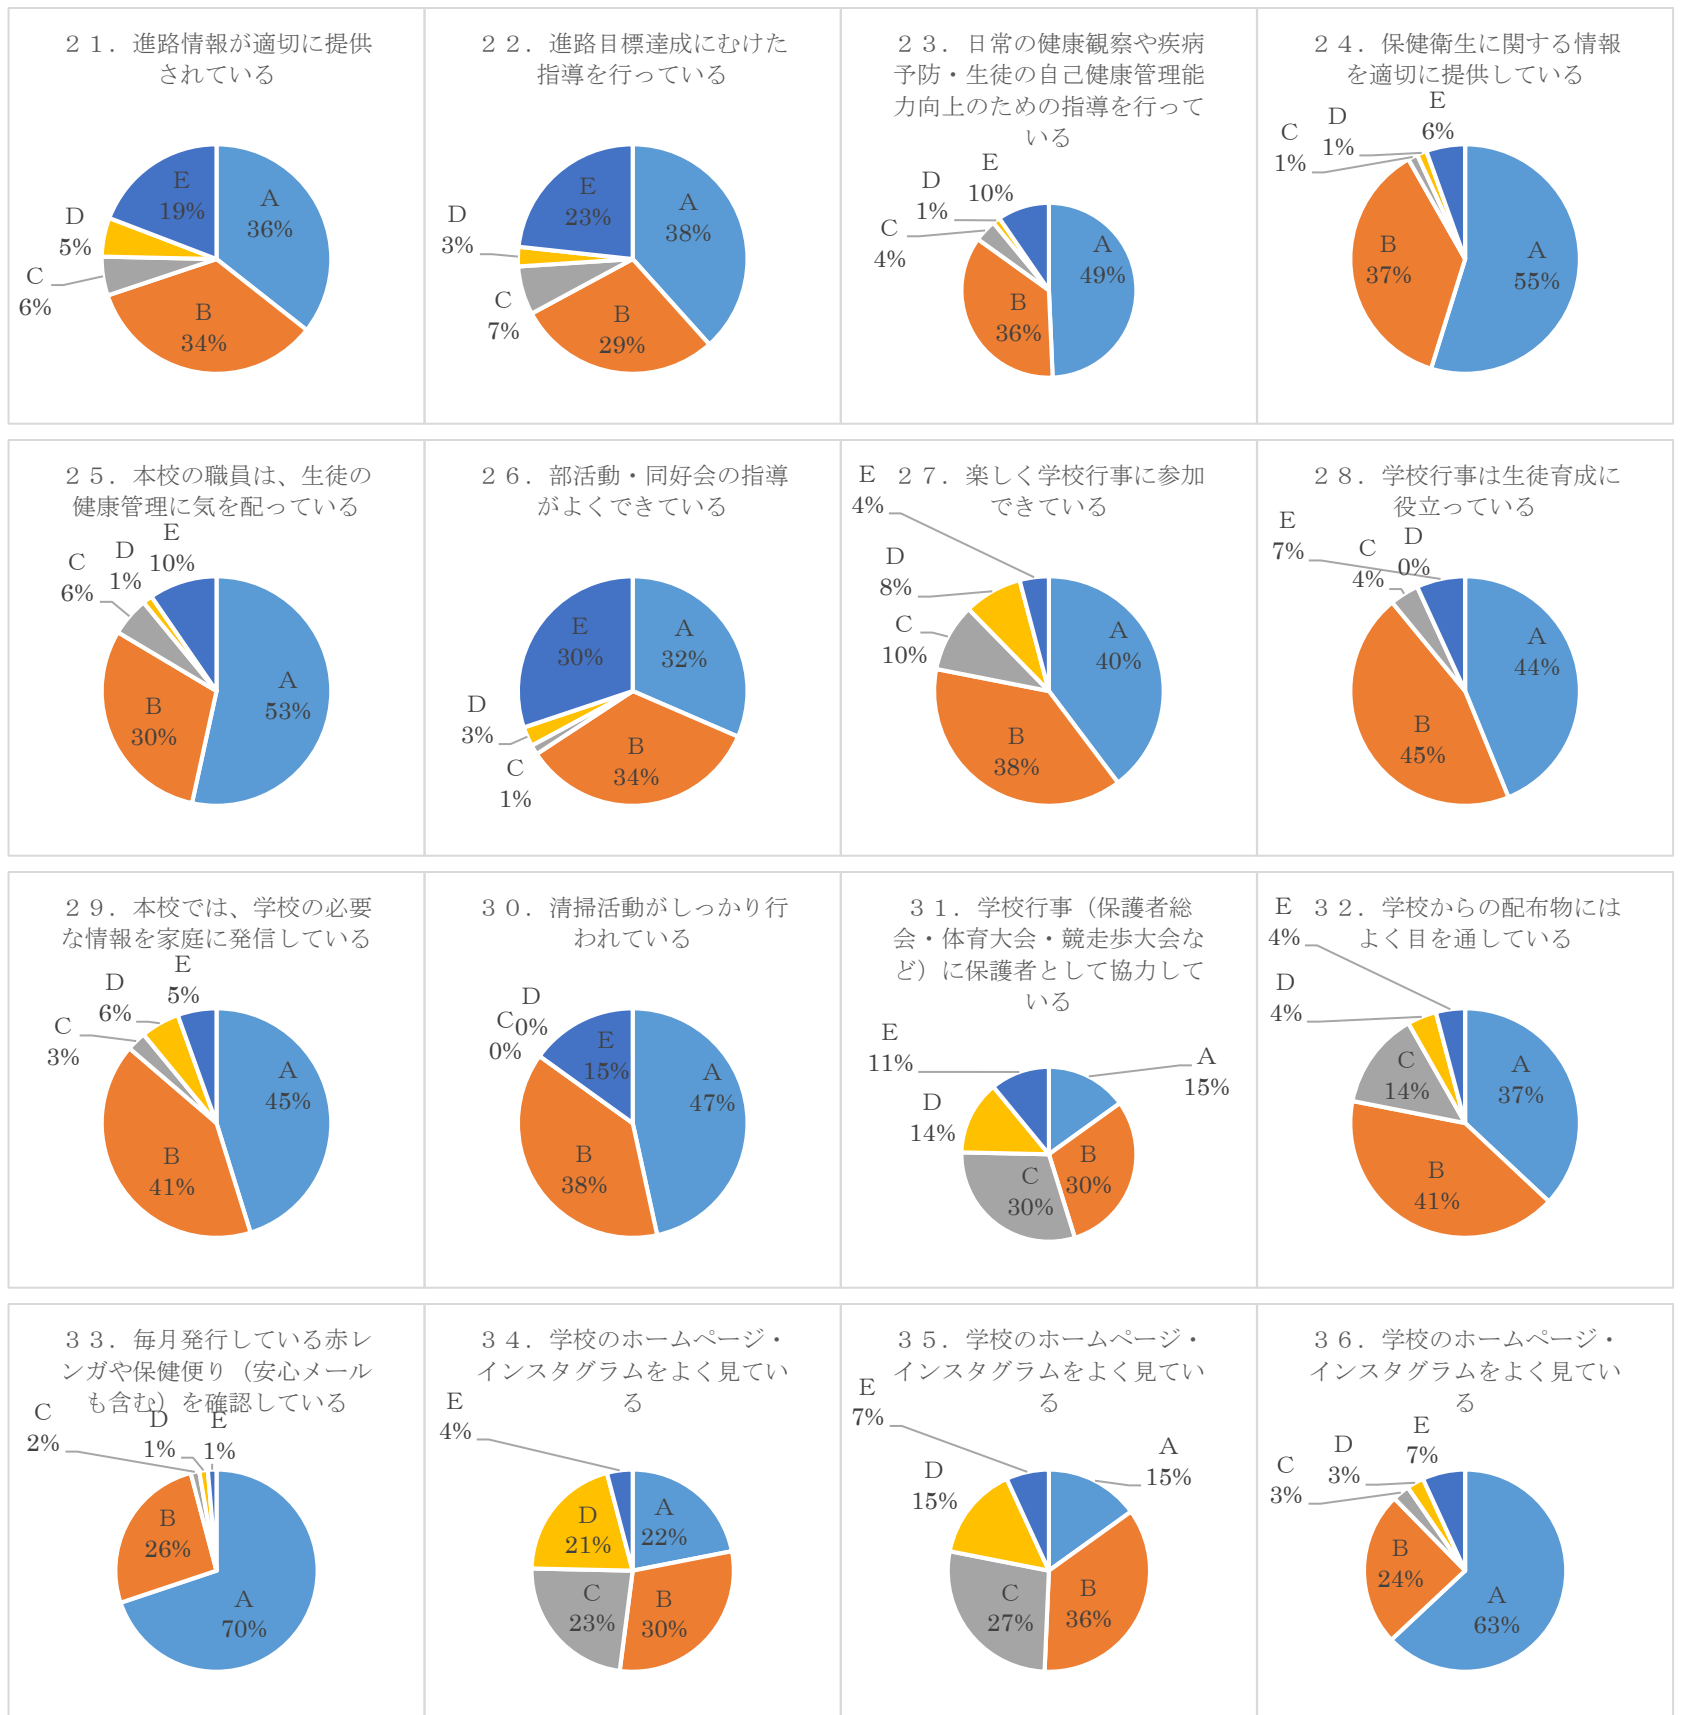 ２１．進路情報が適切に提供
されている
A
36%
B
34%
C
6%
D
5%
E
19%
２２．進路目標達成にむけた
指導を行っている
A
38%
B
29%
C
7%
D
3%
E
23%
２３．日常の健康観察や疾病
予防・生徒の自己健康管理能
力向上のための指導を行って
いる
A
49%
B
36%
C
4%
D
1%
E
10%
２４．保健衛生に関する情報
を適切に提供している
A
55%
B
37%
C
1%
D
1%
E
6%
２５．本校の職員は、生徒の
健康管理に気を配っている
A
53%
B
30%
C
6%
D
1%
E
10%
２６．部活動・同好会の指導
がよくできている
A
32%
B
34%
C
1%
D
3%
E
30%
２７．楽しく学校行事に参加
できている
A
40%
B
38%
C
10%
D
8%
E
4%
２８．学校行事は生徒育成に
役立っている
A
44%
B
45%
C
4%
D
0%
E
7%
２９．本校では、学校の必要
な情報を家庭に発信している
A
45%
B
41%
C
3%
D
6%
E
5%
３０．清掃活動がしっかり行
われている
A
47%
B
38%
C
0%
D
0%
E
15%
３１．学校行事（保護者総
会・体育大会・競走歩大会な
ど）に保護者として協力して
いる
A
15%
B
30%
C
30%
D
14%
E
11%
３２．学校からの配布物には
よく目を通している
A
37%
B
41%
C
14%
D
4%
E
4%
３３．毎月発行している赤レ
ンガや保健便り（安心メール
も含む）を確認している
A
70%
B
26%
C
2%
D
1%
E
1%
３４．学校のホームページ・
インスタグラムをよく見てい
る
A
22%
B
30%
C
23%
D
21%
E
4%
３５．学校のホームページ・
インスタグラムをよく見てい
る
A
15%
B
36%
C
27%
D
15%
E
7%
３６．学校のホームページ・
インスタグラムをよく見てい
る
A
63%
B
24%
C
3%
D
3%
E
7%